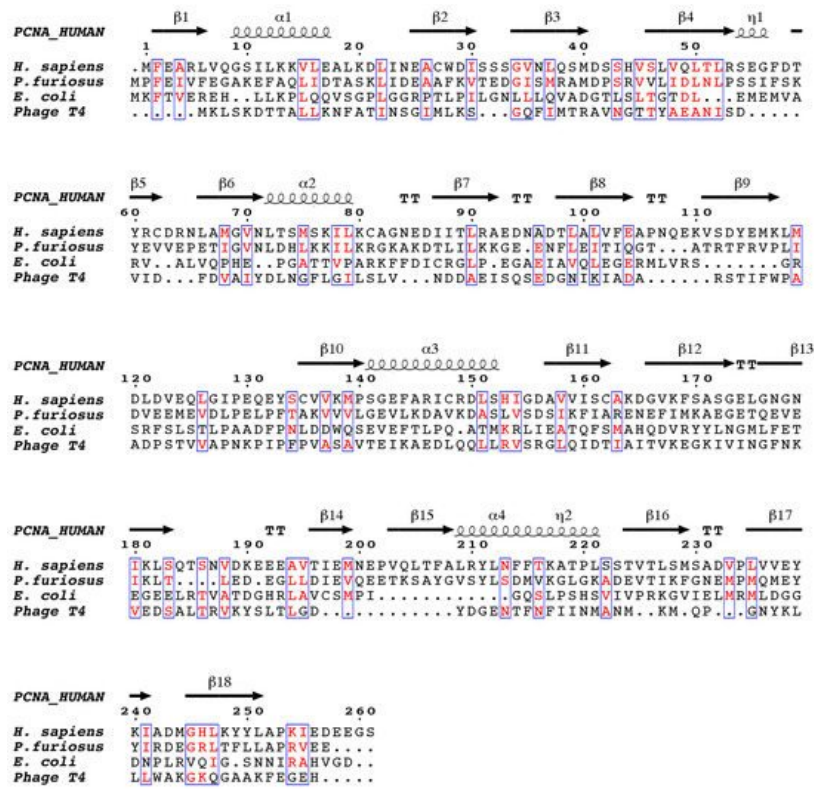 β1 α1 β2 β3 β4 η1
PCNA_HUMAN
1 10 20 30 40 50
H. sapiens .MFEARLVQGSILKKVLEALKDLINEACWDISSSGVNLQSMDSSHVSLVQLTLRSEGFDT
P.furiosus MPFEIVFEGAKEFAQLIDTASKLIDEAAFKVTEDGISMRAMDPSRVVLIDLNLPSSIFSK
E. coli MKFTVEREH..LLKPLQQVSGPLGGRPTLPILGNLLLQVADGTLSLTGTDL..EMEMVA
Phage T4 ....MKLSKDTTALLKNFATINSGIMLKS...GQFIMTRAVNGTTYAEANISD.....
β5 β6 α2 TT β7 TT β8 TT β9
PCNA_HUMAN
60 70 80 90 100 110
H. sapiens YRCDRNLAMGVNLTSMSKILKCAGNEDIITLRAEDNADTLALVFEAPNQEKVSDYEMKLM
P.furiosus YEVVEPETIGVNLDHLKKILKRGKAKDTLILKKGE.ENFLEITIQGT..ATRTFRVPLI
E. coli RV..ALVQPHE..PGATTVPARKFFDICRGLP.EGAEIAVQLEGERMLVRS......GR
Phage T4 VID...FDVAIYDLNGFLGILSLV..NDDAEISQSEDGNIKIADA.....RSTIFWPA
β10 α3 β11 β12 TT β13
PCNA_HUMAN
120 130 140 150 160 170
H. sapiens DLDVEQLGIPEQEYSCVVKMPSGEFARICRDLSHIGDAVVISCAKDGVKFSASGELGNGN
P.furiosus DVEEMEVDLPELPFTAKVVVLGEVLKDAVKDASLVSDSIKFIARENEFIMKAEGETQEVE
E. coli SRFSLSTLPAADFPNLDDWQSEVEFTLPQ.ATMKRLIEATQFSMAHQDVRYYLNGMLFET
Phage T4 ADPSTVVAPNKPIPFPVASAVTEIKAEDLQQLLRVSRGLQIDTIAITVKEGKIVINGFNK
β14 β15 α4 η2 β16 TT β17
PCNA_HUMAN TT
180 190 200 210 220 230
H. sapiens IKLSQTSNVDKEEEAVTIEMNEPVQLTFALRYLNFFTKATPLSSTVTLSMSADVPLVVEY
P.furiosus IKLT...LED.EGLLDIEVQEETKSAYGVSYLSDMVKGLGKADEVTIKFGNEMPMQMEY
E. coli EGEELRTVATDGHRLAVCSMPI............GQSLPSHSVIVPRKGVIELMRMLDGG
Phage T4 VEDSALTRVKYSLTLGD..........YDGENTFNFIINMANM..KM.QP..GNYKL
β18
PCNA_HUMAN
240 250 260
H. sapiens KIADMGHLKYYLAPKIEDEEGS
P.furiosus YIRDEGRLTFLLAPRVEE....
E. coli DNPLRVQIG.SNNIRAHVGD..
Phage T4 LLWAKGKQGAAKFEGEH.....